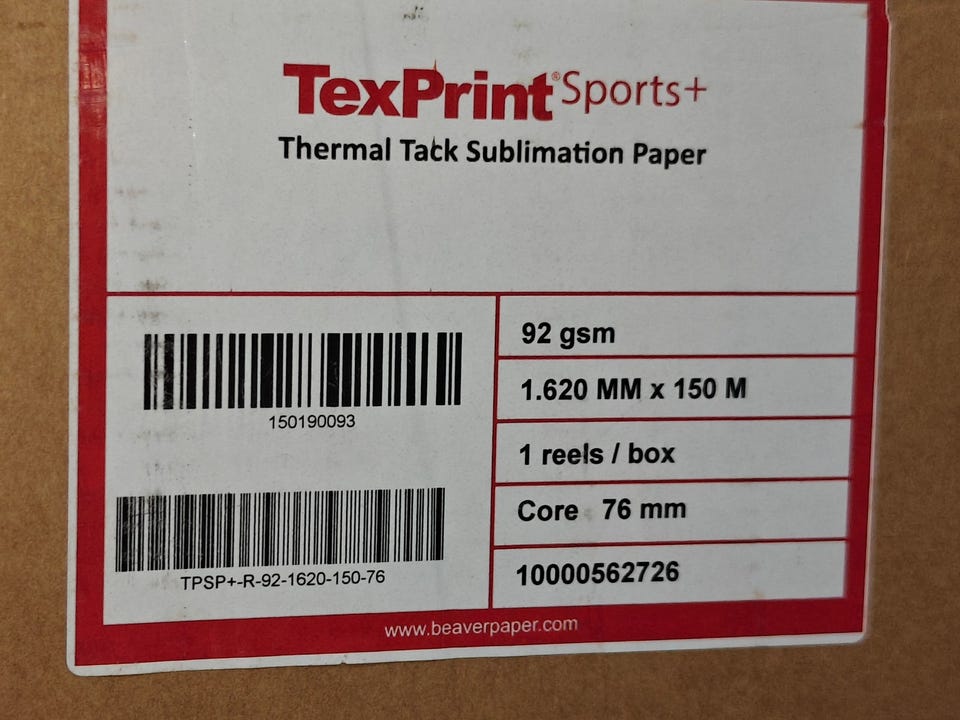 TexPrint® Sports+
Thermal Tack Sublimation Paper
150190093
TPSP+-R-92-1620-150-76
92 gsm
1.620 MM x 150 M
1 reels / box
Core 76 mm
10000562726
www.beaverpaper.com